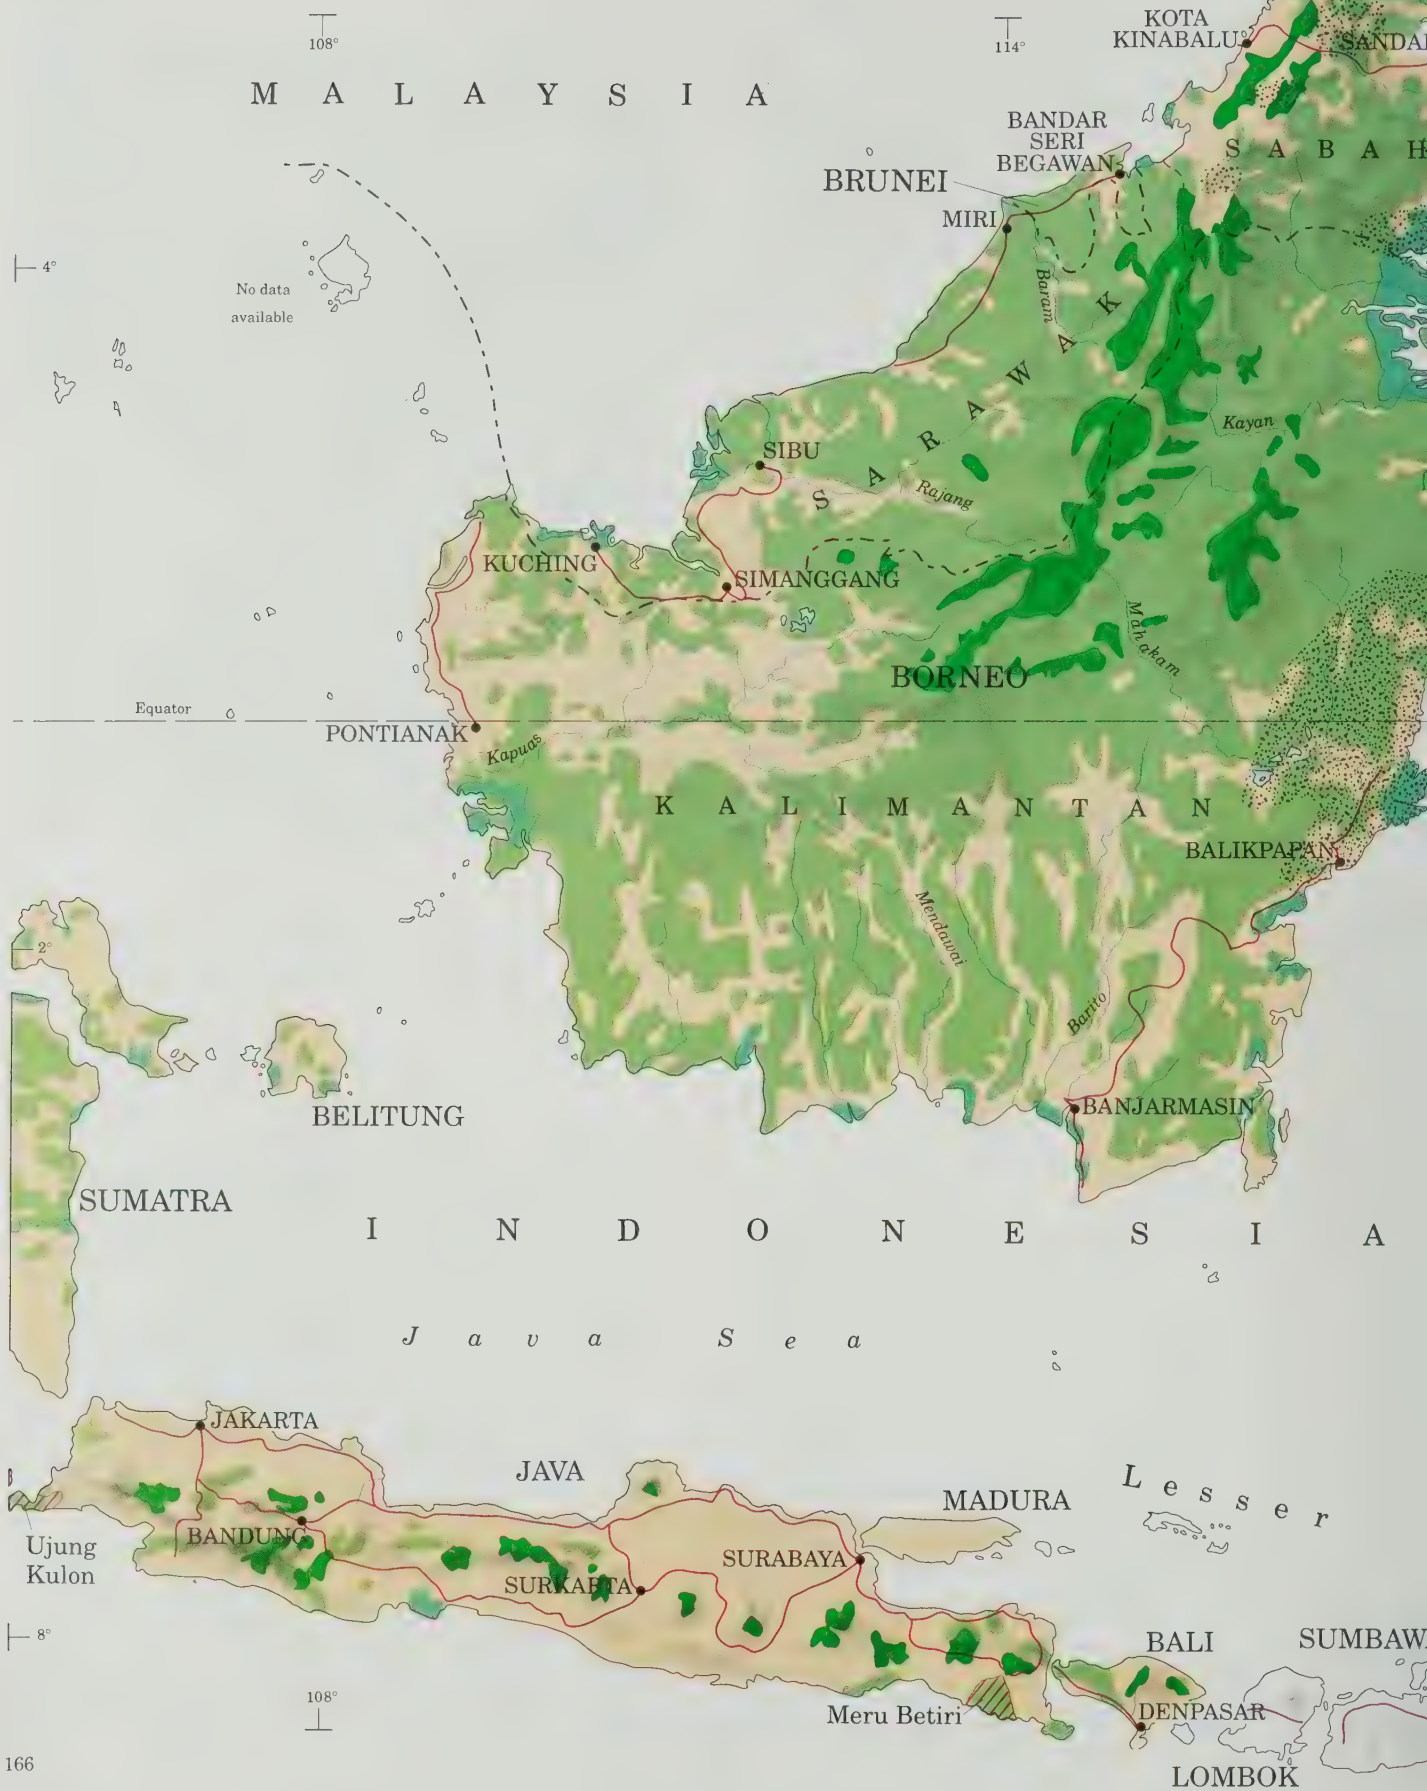 108°
114°
KOTA
KINABALU
MALAYSIA
BANDAR
SERI
BEGAWAN
SABAH
BRUNEI
MIRI
4°
No data
available
Baram
SARAWAK
Kayan
SIBU
Rajang
KUCHING
SIMANGGANG
Mahakam
BORNEO
Equator
PONTIANAK
Kapuas
KALIMANTAN
BALIKPAPAN
Mendawai
2°
Barito
BELITUNG
BANJARMASIN
SUMATRA
INDONESIA
Java Sea
JAKARTA
JAVA
Lesser
MADURA
Ujung
Kulon
BANDUNG
SURABAYA
SURKARTA
8°
BALI
SUMBAW
108°
Meru Betiri
DENPASAR
166
LOMBOK